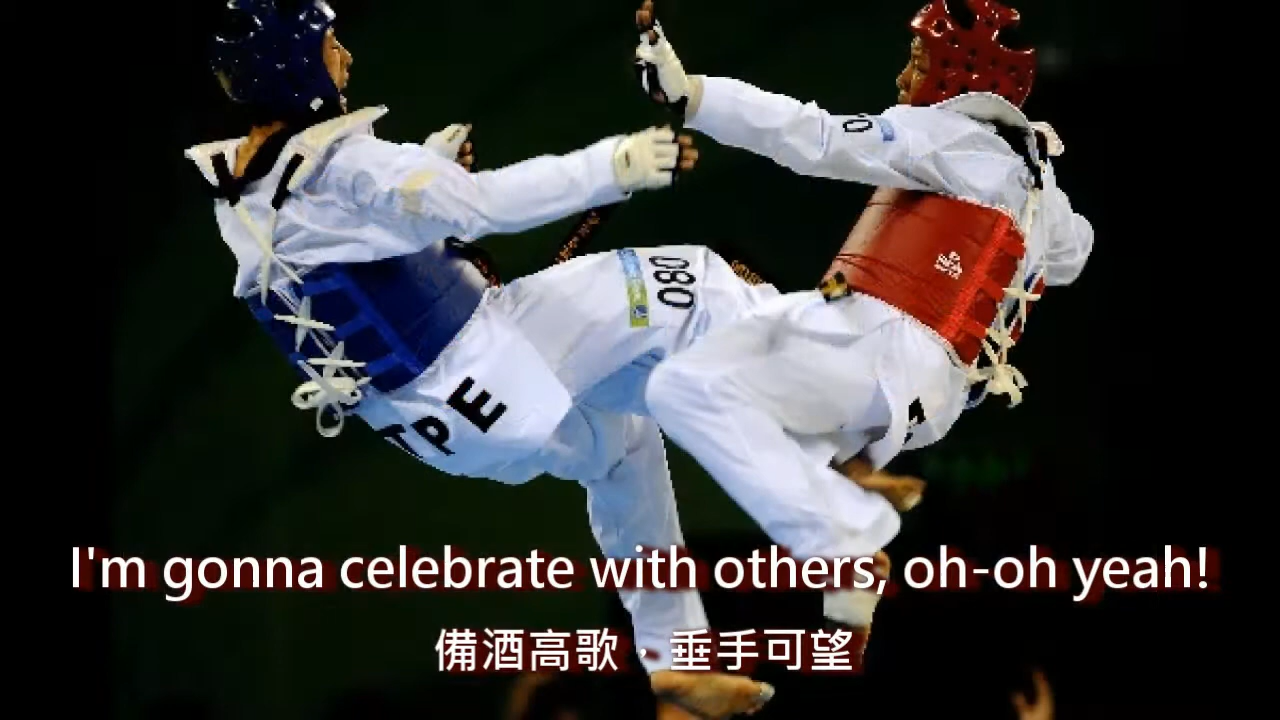 080
TPE
I'm gonna celebrate with others, oh-oh yeah!
備酒高歌，垂手可望